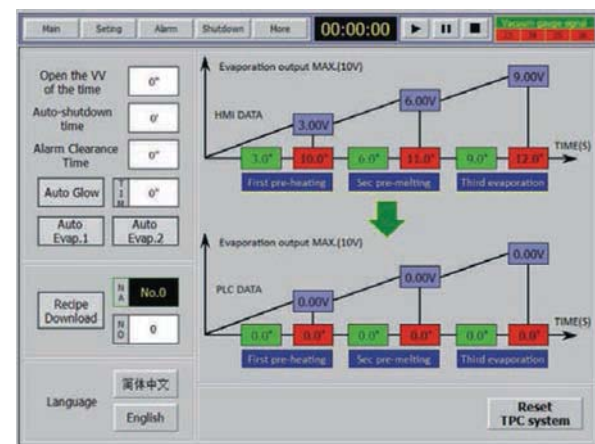 Main Seting Alarm Shutdown More 00:00:00 Vacuum gauge signal
Open the VV
of the time 0"
Auto-shutdown
time 0'
Alarm Clearance
Time 0"
Auto Glow 0"
Auto
Evap.1
Auto
Evap.2
Recipe
Download
NA No.0
NO 0
Language
简体中文
English
Evaporation output MAX.(10V)
HMI DATA
3.00V
6.00V
9.00V
3.0" 10.0" 6.0" 11.0" 9.0" 12.0"
TIME(S)
First pre-heating Sec pre-melting Third evaporation
Evaporation output MAX.(10V)
PLC DATA
0.00V
0.00V
0.00V
0.0" 0.0" 0.0" 0.0" 0.0" 0.0"
TIME(S)
First pre-heating Sec pre-melting Third evaporation
Reset
TPC system